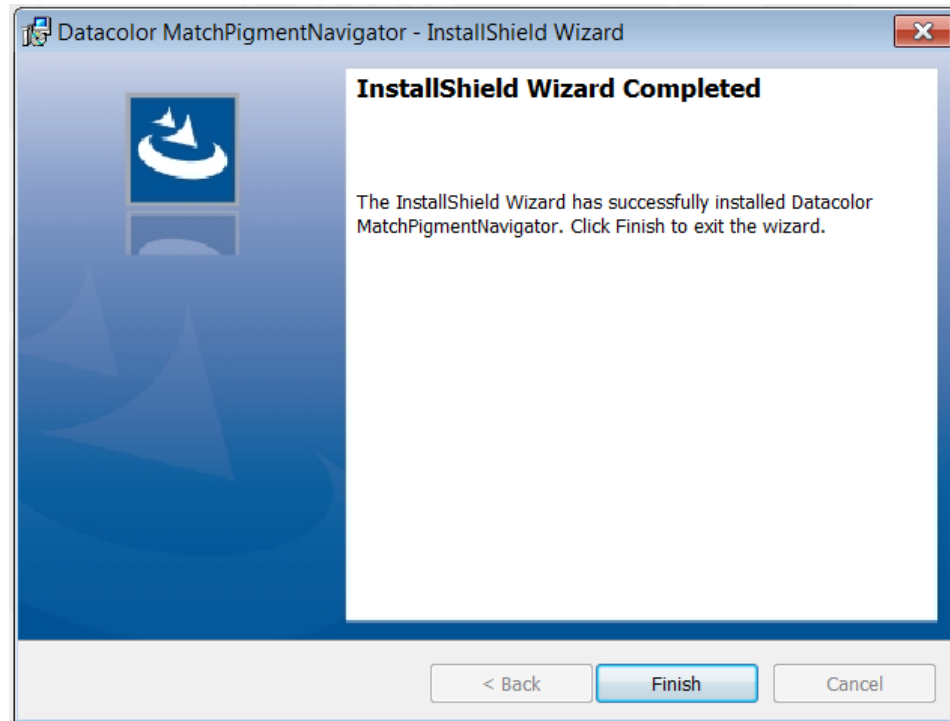 Datacolor MatchPigmentNavigator - InstallShield Wizard
InstallShield Wizard Completed
The InstallShield Wizard has successfully installed Datacolor
MatchPigmentNavigator. Click Finish to exit the wizard.
< Back
Finish
Cancel